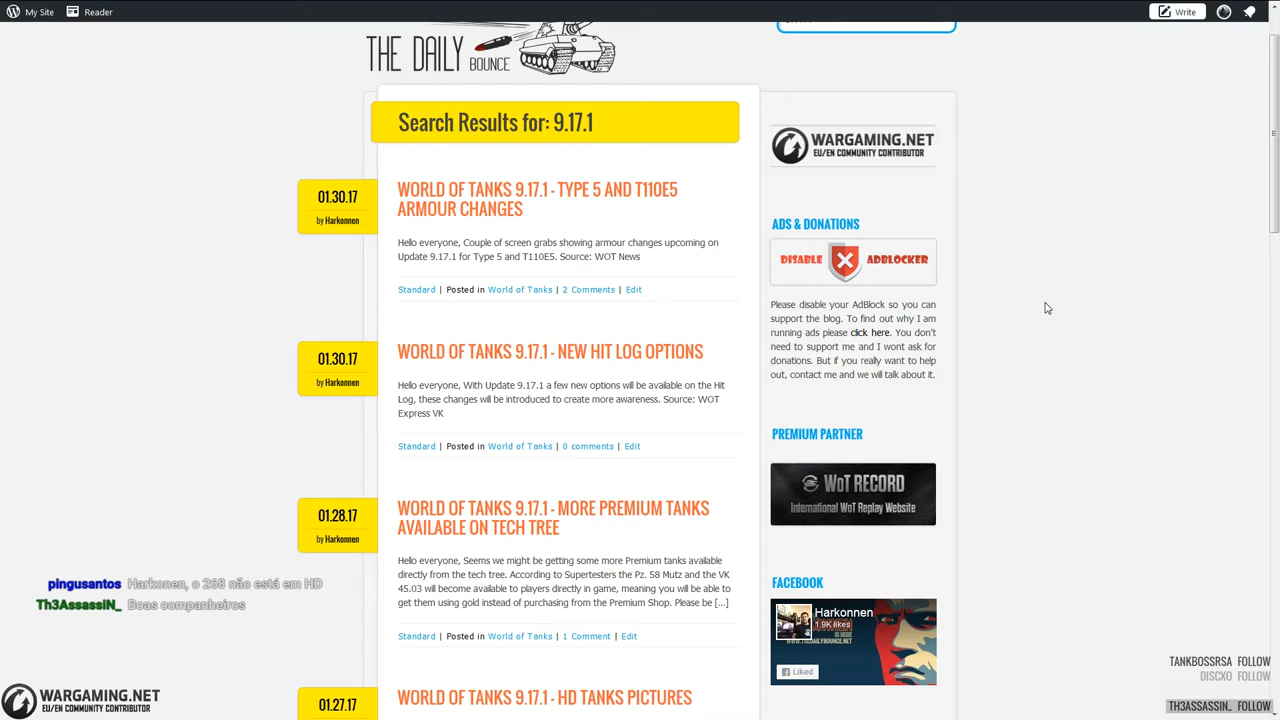 My Site
Reader
Write
THE DAILY BOUNCE
Search Results for: 9.17.1
01.30.17
by Harkonnen
WORLD OF TANKS 9.17.1 - TYPE 5 AND T110E5
ARMOUR CHANGES
Hello everyone, Couple of screen grabs showing armour changes upcoming on
Update 9.17.1 for Type 5 and T110E5. Source: WOT News
Standard | Posted in World of Tanks | 2 Comments | Edit
01.30.17
by Harkonnen
WORLD OF TANKS 9.17.1 - NEW HIT LOG OPTIONS
Hello everyone, With Update 9.17.1 a few new options will be available on the Hit
Log, these changes will be introduced to create more awareness. Source: WOT
Express VK
Standard | Posted in World of Tanks | 0 comments | Edit
01.28.17
by Harkonnen
WORLD OF TANKS 9.17.1 - MORE PREMIUM TANKS
AVAILABLE ON TECH TREE
Hello everyone, Seems we might be getting some more Premium tanks available
directly from the tech tree. According to Supertesters the Pz. 58 Mutz and the VK
45.03 will become available to players directly in game, meaning you will be able to
get them using gold instead of purchasing from the Premium Shop. Please be [...]
Standard | Posted in World of Tanks | 1 Comment | Edit
01.27.17
WORLD OF TANKS 9.17.1 - HD TANKS PICTURES
WARGAMING.NET
EU/EN COMMUNITY CONTRIBUTOR
ADS & DONATIONS
DISABLE ADBLOCKER
Please disable your AdBlock so you can
support the blog. To find out why I am
running ads please click here. You don't
need to support me and I wont ask for
donations. But if you really want to help
out, contact me and we will talk about it.
PREMIUM PARTNER
WoT RECORD
International WoT Replay Website
FACEBOOK
Harkonnen
1.9K likes
WWW.THEDAILYBOUNCE.NET
Liked
pingusantos Harkonen, o 268 não está em HD
Th3AssassiN_ Boas companheiros
WARGAMING.NET
EU/EN COMMUNITY CONTRIBUTOR
TANKBOSSRSA FOLLOW
DISCXO FOLLOW
TH3ASSASSIN_ FOLLOW